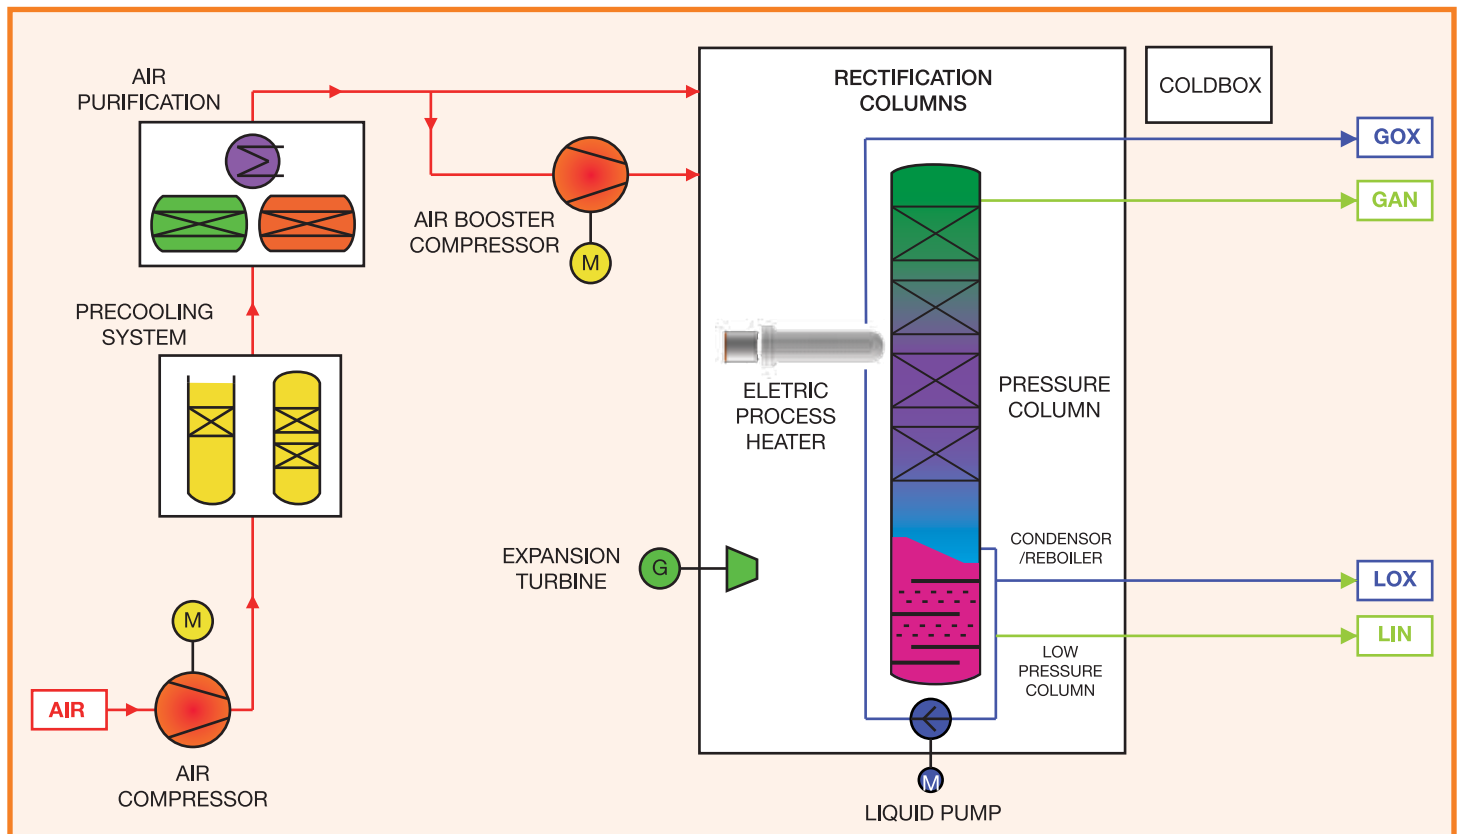 AIR
PURIFICATION
RECTIFICATION
COLUMNS
COLDBOX
GOX
GAN
AIR BOOSTER
COMPRESSOR
M
PRECOOLING
SYSTEM
ELETRIC
PROCESS
HEATER
PRESSURE
COLUMN
EXPANSION
TURBINE
G
CONDENSOR
/REBOILER
LOX
LIN
LOW
PRESSURE
COLUMN
M
AIR
AIR
COMPRESSOR
M
LIQUID PUMP